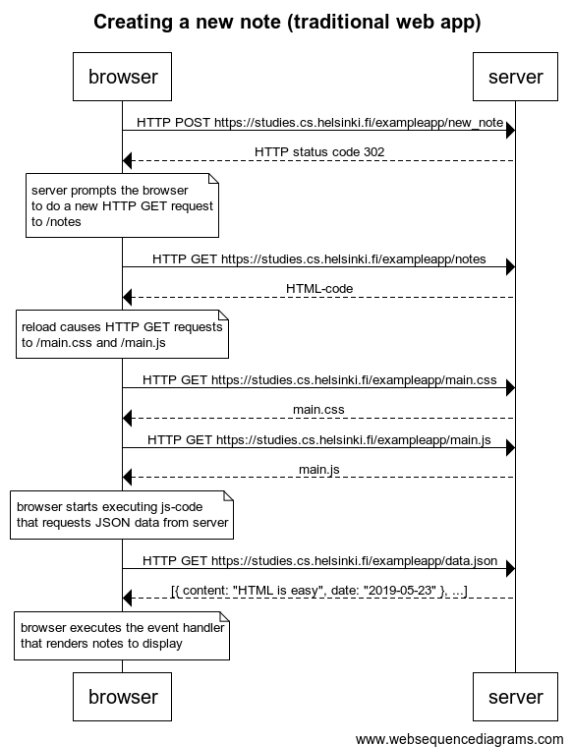 Creating a new note (traditional web app)
browser
server
HTTP POST https://studies.cs.helsinki.fi/exampleapp/new_note
HTTP status code 302
server prompts the browser
to do a new HTTP GET request
to /notes
HTTP GET https://studies.cs.helsinki.fi/exampleapp/notes
HTML-code
reload causes HTTP GET requests
to /main.css and /main.js
HTTP GET https://studies.cs.helsinki.fi/exampleapp/main.css
main.css
HTTP GET https://studies.cs.helsinki.fi/exampleapp/main.js
main.js
browser starts executing js-code
that requests JSON data from server
HTTP GET https://studies.cs.helsinki.fi/exampleapp/data.json
[{ content: "HTML is easy", date: "2019-05-23" }, ...]
browser executes the event handler
that renders notes to display
browser
server
www.websequencediagrams.com